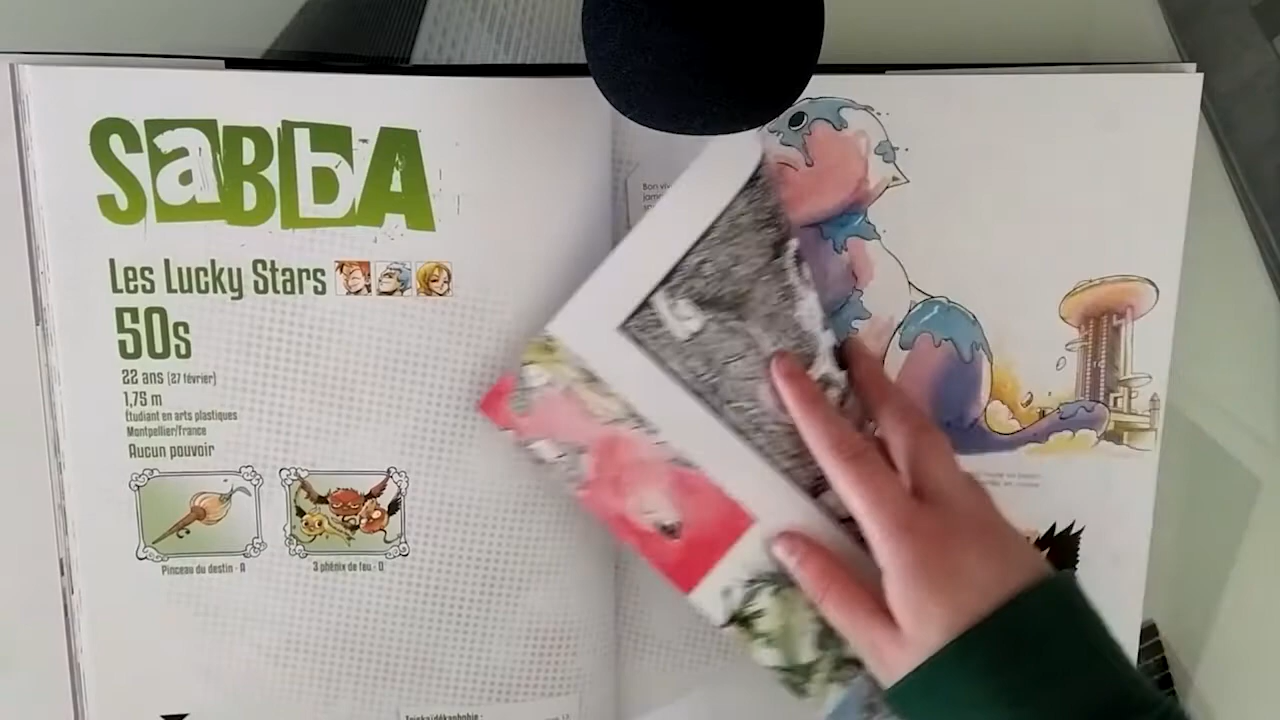 SaBbA
Les Lucky Stars
50s
22 ans (27 février)
1,75 m
Étudiant en arts plastiques
Montpellier/France
Aucun pouvoir
Pinceau du destin - A
3 phénix de feu - D
Bon